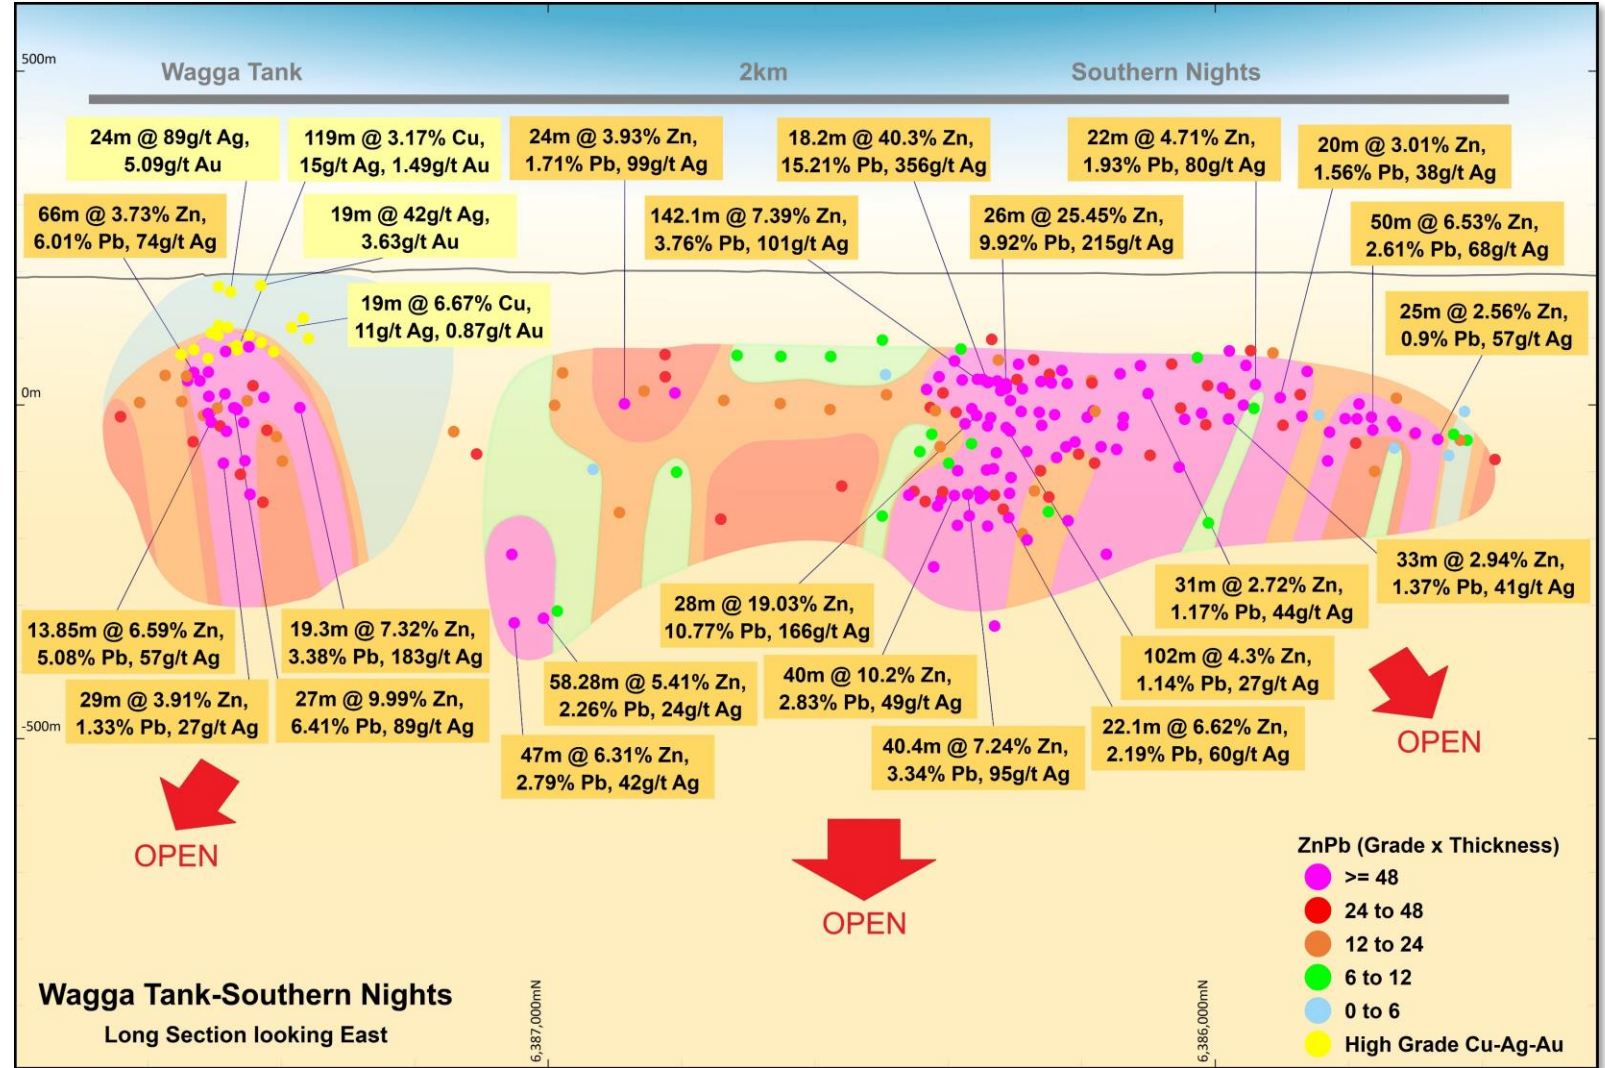 500m
Wagga Tank
2km
Southern Nights
24m @ 89g/t Ag,
5.09g/t Au
119m @ 3.17% Cu,
15g/t Ag, 1.49g/t Au
24m @ 3.93% Zn,
1.71% Pb, 99g/t Ag
18.2m @ 40.3% Zn,
15.21% Pb, 356g/t Ag
22m @ 4.71% Zn,
1.93% Pb, 80g/t Ag
20m @ 3.01% Zn,
1.56% Pb, 38g/t Ag
66m @ 3.73% Zn,
6.01% Pb, 74g/t Ag
19m @ 42g/t Ag,
3.63g/t Au
142.1m @ 7.39% Zn,
3.76% Pb, 101g/t Ag
26m @ 25.45% Zn,
9.92% Pb, 215g/t Ag
50m @ 6.53% Zn,
2.61% Pb, 68g/t Ag
19m @ 6.67% Cu,
11g/t Ag, 0.87g/t Au
25m @ 2.56% Zn,
0.9% Pb, 57g/t Ag
0m
33m @ 2.94% Zn,
1.37% Pb, 41g/t Ag
31m @ 2.72% Zn,
1.17% Pb, 44g/t Ag
28m @ 19.03% Zn,
10.77% Pb, 166g/t Ag
13.85m @ 6.59% Zn,
5.08% Pb, 57g/t Ag
19.3m @ 7.32% Zn,
3.38% Pb, 183g/t Ag
102m @ 4.3% Zn,
1.14% Pb, 27g/t Ag
40m @ 10.2% Zn,
2.83% Pb, 49g/t Ag
58.28m @ 5.41% Zn,
2.26% Pb, 24g/t Ag
29m @ 3.91% Zn,
1.33% Pb, 27g/t Ag
27m @ 9.99% Zn,
6.41% Pb, 89g/t Ag
22.1m @ 6.62% Zn,
2.19% Pb, 60g/t Ag
40.4m @ 7.24% Zn,
3.34% Pb, 95g/t Ag
47m @ 6.31% Zn,
2.79% Pb, 42g/t Ag
-500m
OPEN
OPEN
OPEN
ZnPb (Grade x Thickness)
>= 48
24 to 48
12 to 24
6 to 12
0 to 6
High Grade Cu-Ag-Au
Wagga Tank-Southern Nights
Long Section looking East
6,387,000mN
6,386,000mN